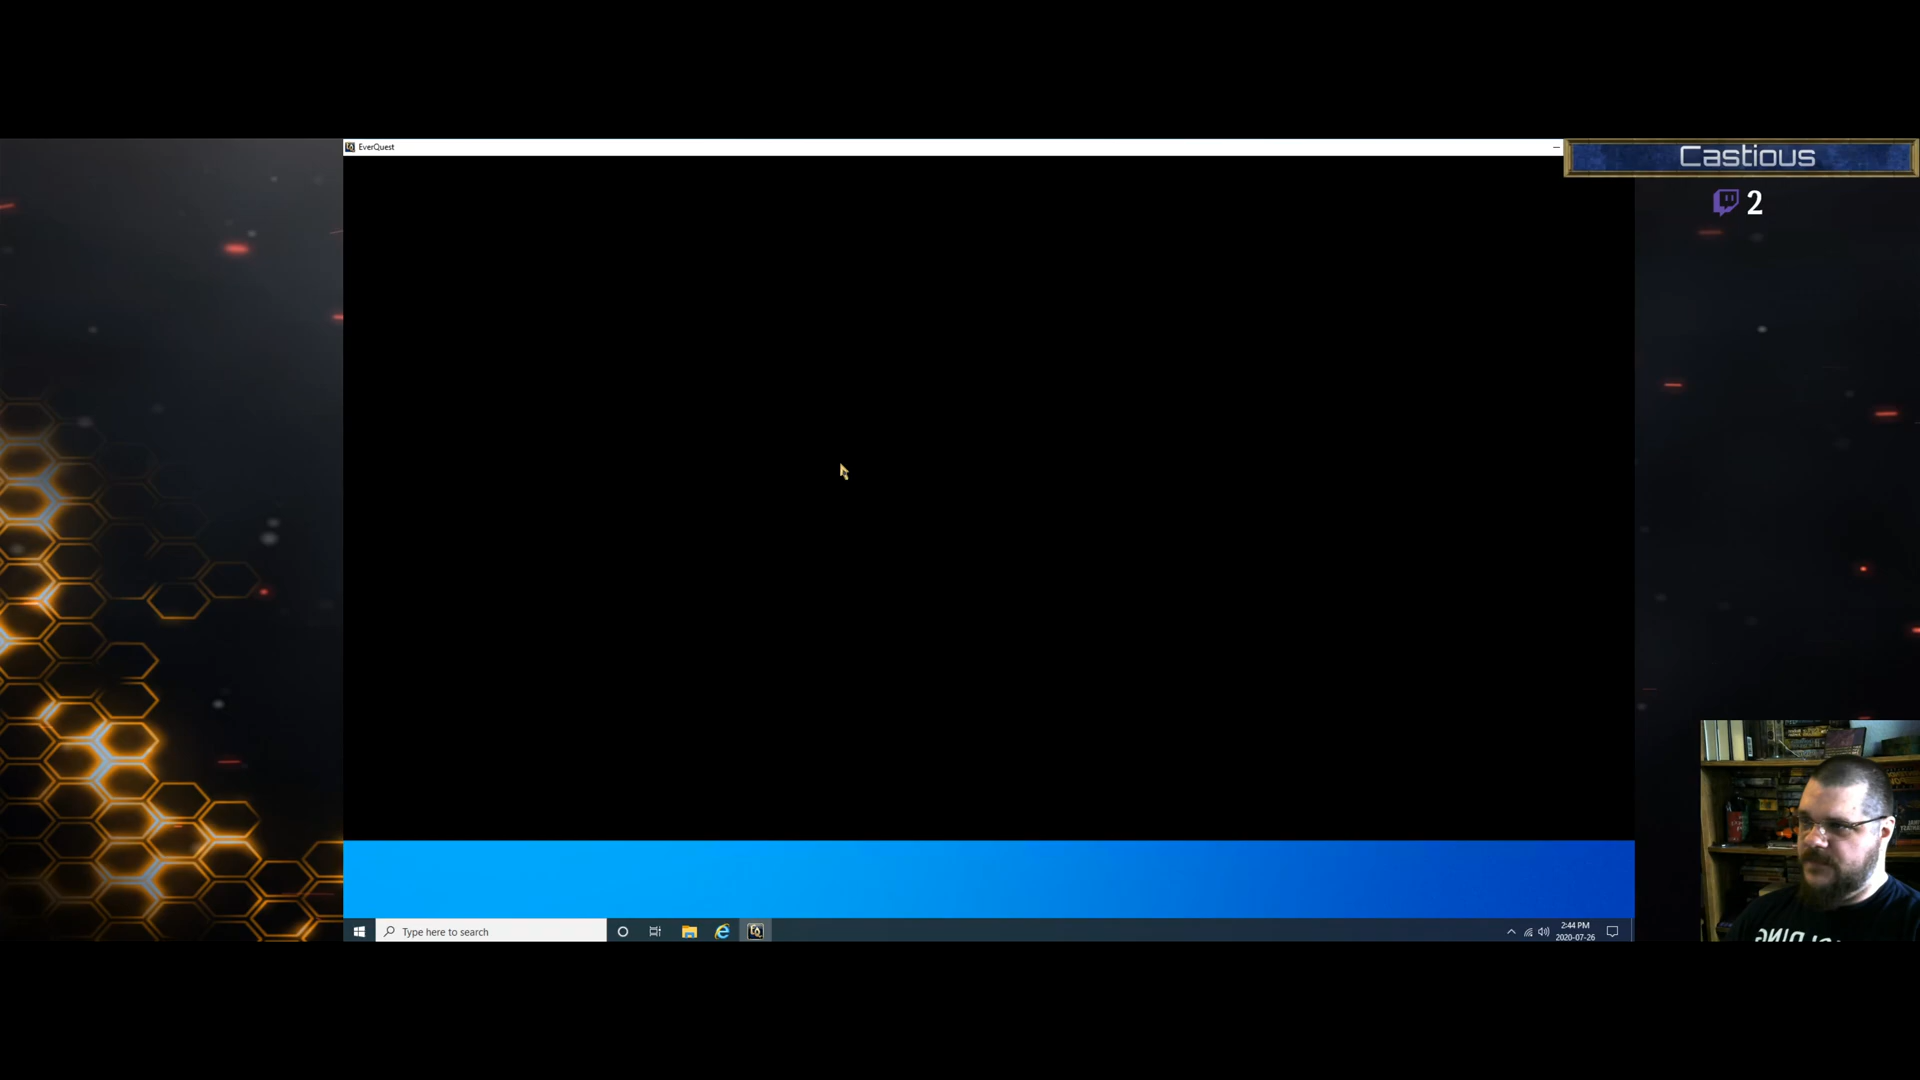 EverQuest
Castious
2
Type here to search
2:44 PM
2020-07-26